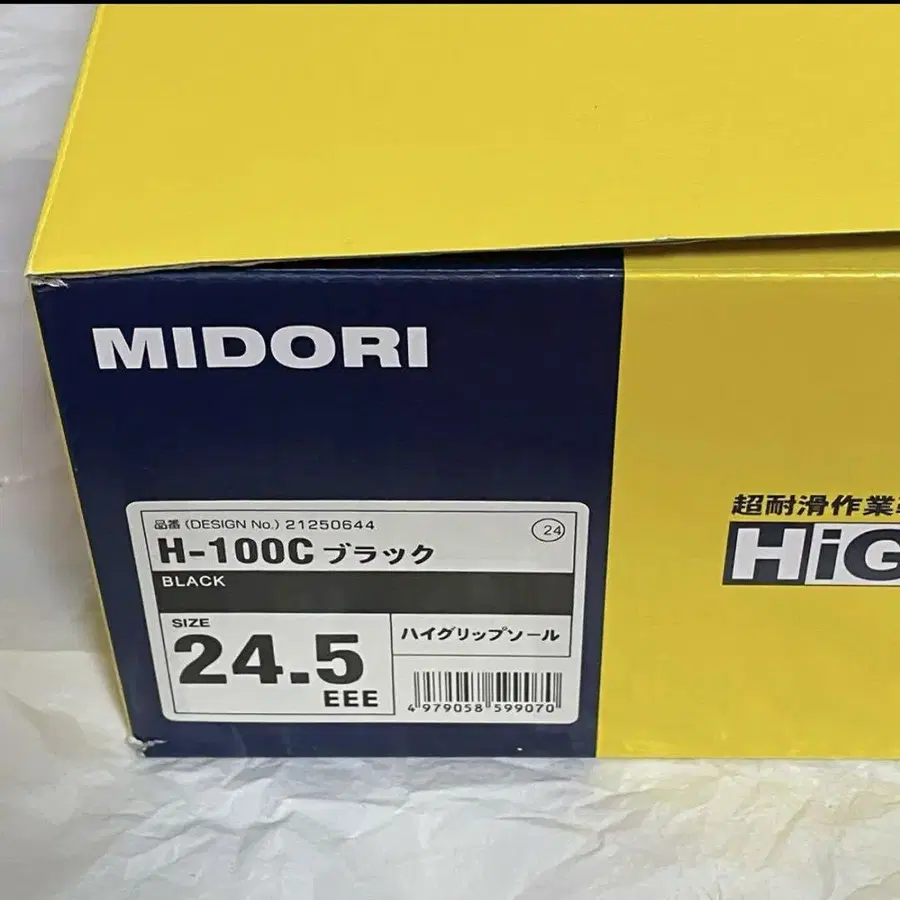 MIDORI
品番 (DESIGN No.) 21250644
24
H-100C ブラック
BLACK
SIZE
24.5
EEE
ハイグリップソール
4 979058 599070
超耐滑作業
HiG